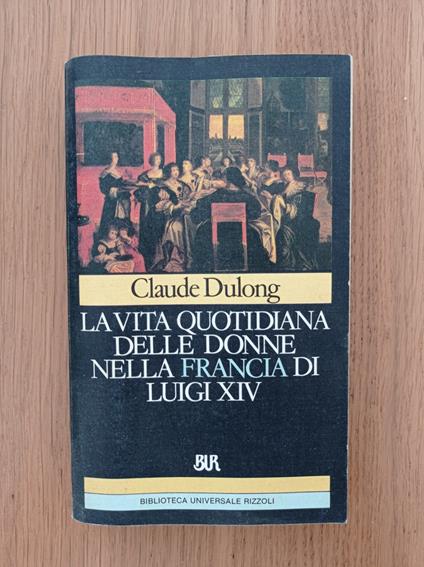 Claude Dulong
LA VITA QUOTIDIANA
DELLE DONNE
NELLA FRANCIA DI
LUIGI XIV
BUR
BIBLIOTECA UNIVERSALE RIZZOLI